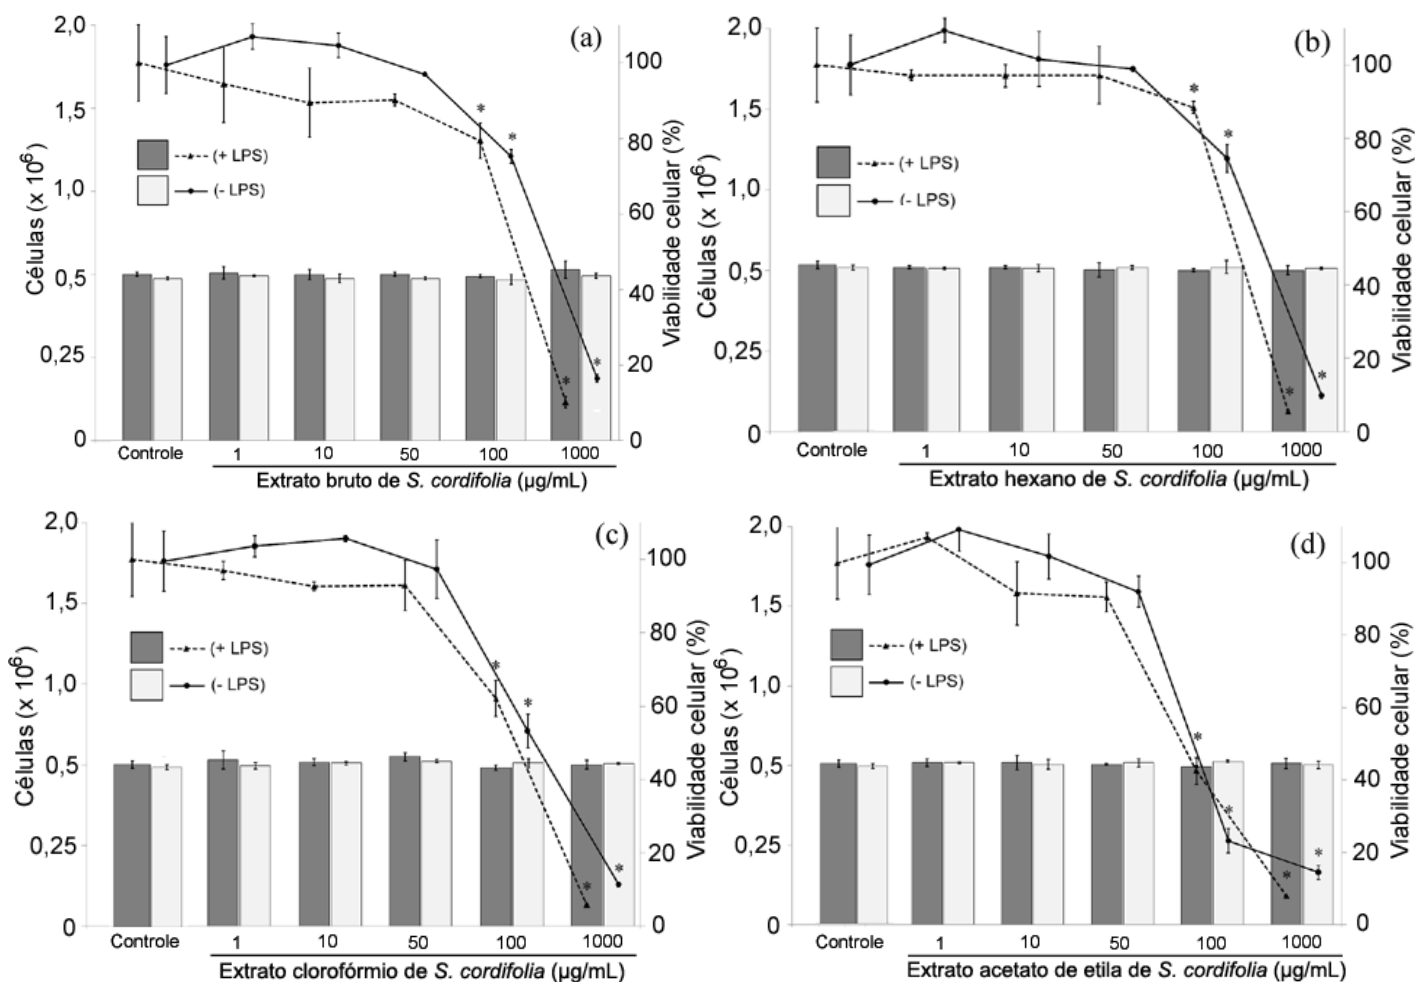 (a)
2,0
1,5
1,0
0,5
0,25
0
Células (x 10⁶)
(+ LPS)
(- LPS)
100
80
60
40
20
0
Viabilidade celular (%)
* * * *
Controle 1 10 50 100 1000
Extrato bruto de S. cordifolia (µg/mL)
(b)
2,0
1,5
1,0
0,5
0,25
0
Células (x 10⁶)
(+ LPS)
(- LPS)
100
80
60
40
20
0
Viabilidade celular (%)
* * * *
Controle 1 10 50 100 1000
Extrato hexano de S. cordifolia (µg/mL)
(c)
2,0
1,5
1,0
0,5
0,25
0
Células (x 10⁶)
(+ LPS)
(- LPS)
100
80
60
40
20
0
Viabilidade celular (%)
* * * *
Controle 1 10 50 100 1000
Extrato clorofórmio de S. cordifolia (µg/mL)
(d)
2,0
1,5
1,0
0,5
0,25
0
Células (x 10⁶)
(+ LPS)
(- LPS)
100
80
60
40
20
0
Viabilidade celular (%)
* * * *
Controle 1 10 50 100 1000
Extrato acetato de etila de S. cordifolia (µg/mL)